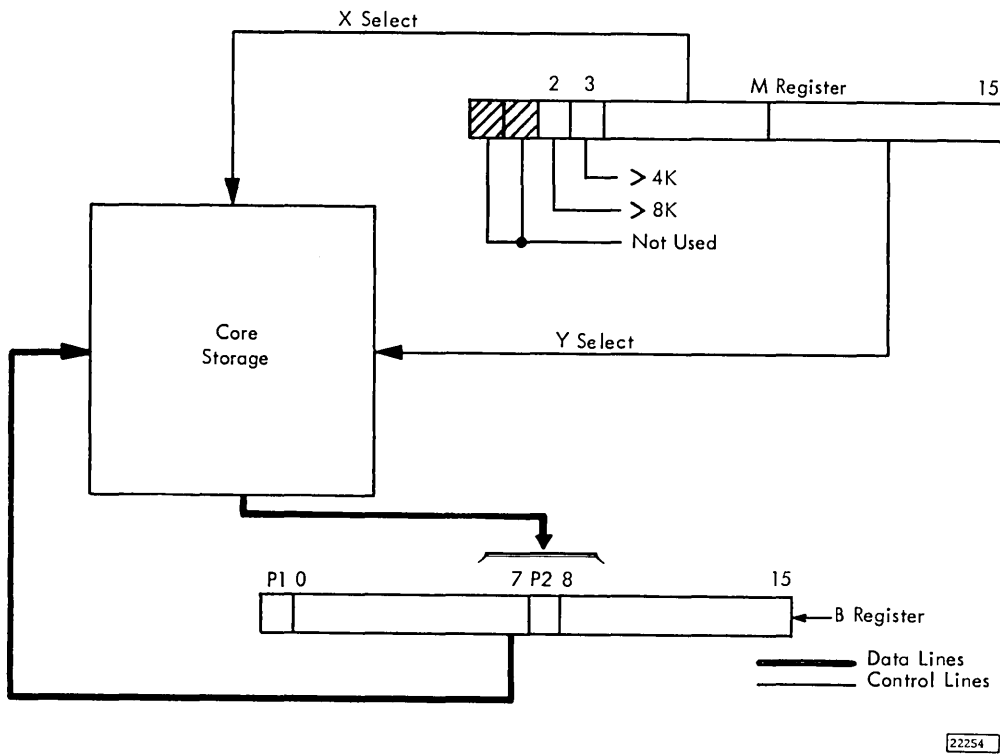 X Select
2 3 M Register 15
> 4K
> 8K
Not Used
Core
Storage
Y Select
P1 0 7 P2 8 15
B Register
Data Lines
Control Lines
22254